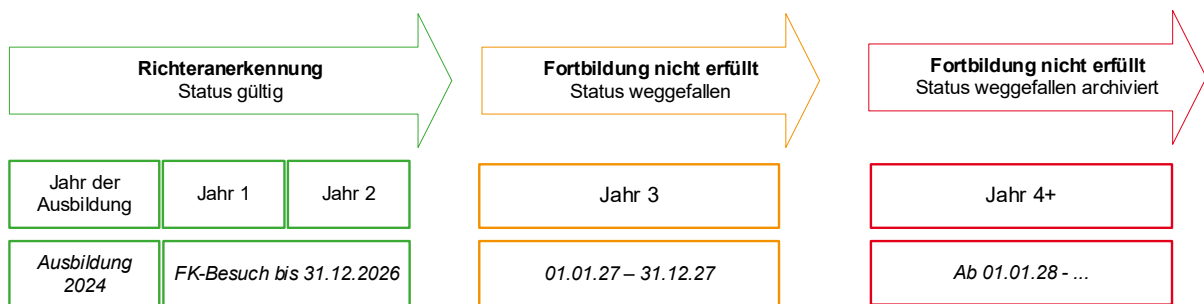 Richteranerkennung
Status gültig
Fortbildung nicht erfüllt
Status weggefallen
Fortbildung nicht erfüllt
Status weggefallen archiviert
Jahr der
Ausbildung
Jahr 1
Jahr 2
Jahr 3
Jahr 4+
Ausbildung
2024
FK-Besuch bis 31.12.2026
01.01.27 – 31.12.27
Ab 01.01.28 - ...